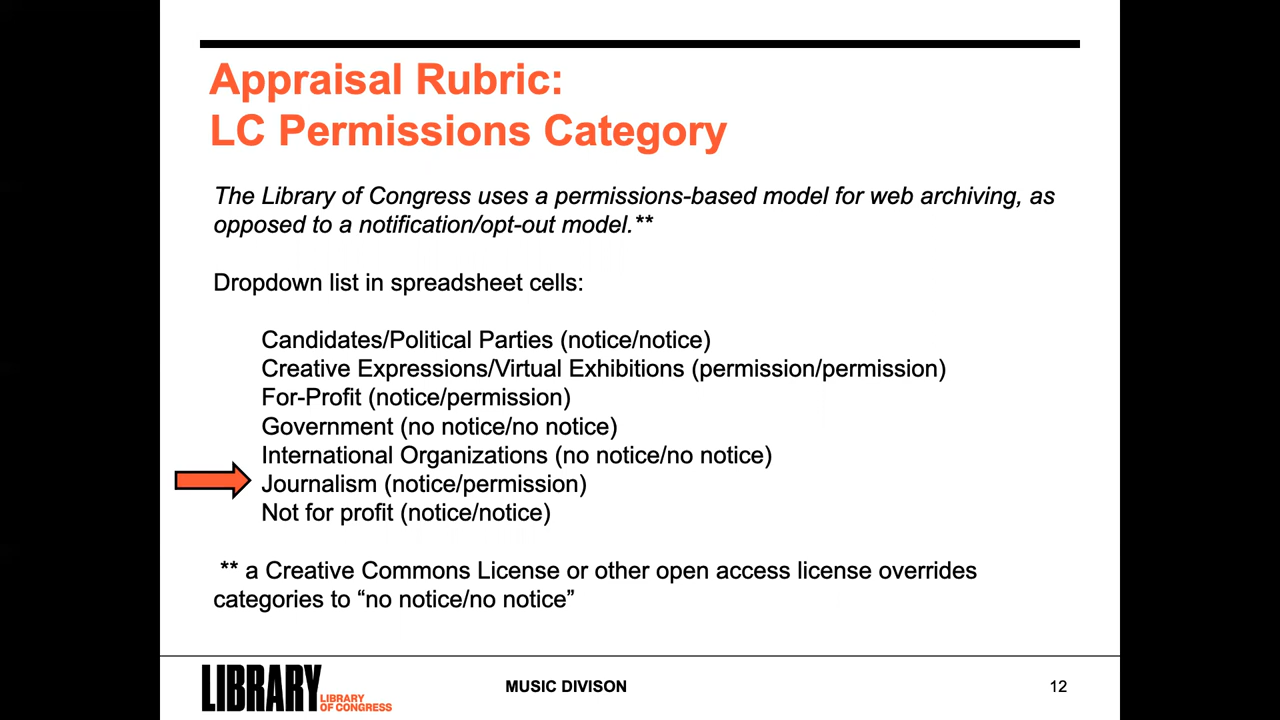 Appraisal Rubric:
LC Permissions Category
The Library of Congress uses a permissions-based model for web archiving, as
opposed to a notification/opt-out model.**
Dropdown list in spreadsheet cells:
Candidates/Political Parties (notice/notice)
Creative Expressions/Virtual Exhibitions (permission/permission)
For-Profit (notice/permission)
Government (no notice/no notice)
International Organizations (no notice/no notice)
Journalism (notice/permission)
Not for profit (notice/notice)
** a Creative Commons License or other open access license overrides
categories to “no notice/no notice”
LIBRARY
LIBRARY
OF CONGRESS
MUSIC DIVISON
12